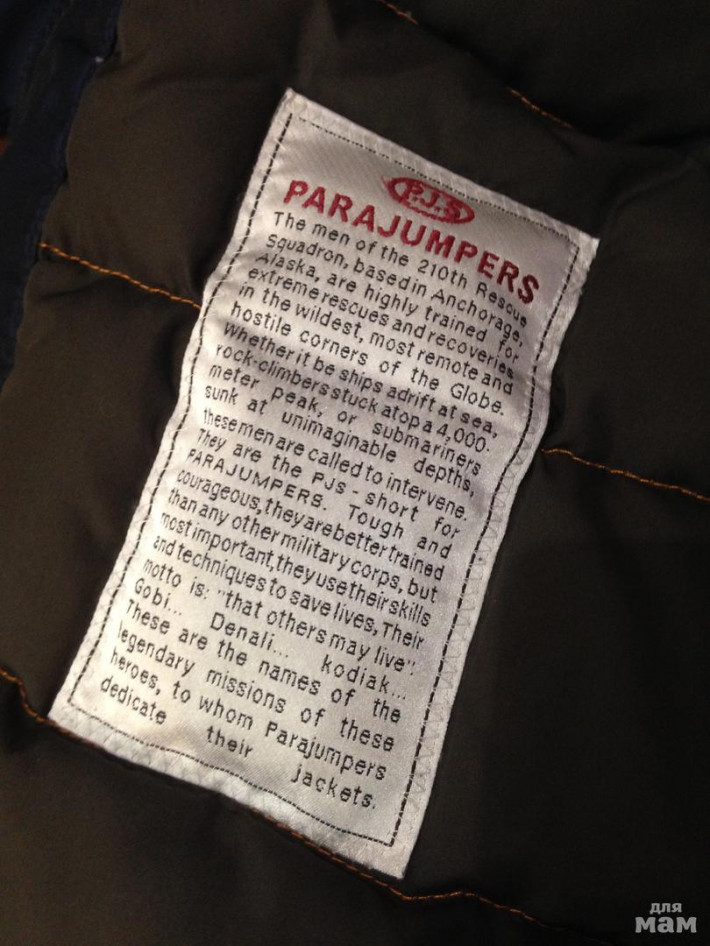 P.J.S
PARAJUMPERS
The men of the 210th Rescue
Squadron, based in Anchorage,
Alaska, are highly trained for
extreme rescues and recoveries
in the wildest, most remote and
hostile corners of the Globe.
Whether it be ships adrift at sea,
rock-climbers stuck atop a 4,000-
meter peak, or submariners
sunk at unimaginable depths,
these men are called to intervene.
They are the PJs - short for
PARAJUMPERS. Tough and
courageous, they are better trained
than any other military corps, but
most important, they use their skills
and techniques to save lives, Their
motto is: "that others may live".
Gobi... Denali... kodiak...
These are the names of the
legendary missions of these
heroes, to whom Parajumpers
dedicate their jackets.
для
мам